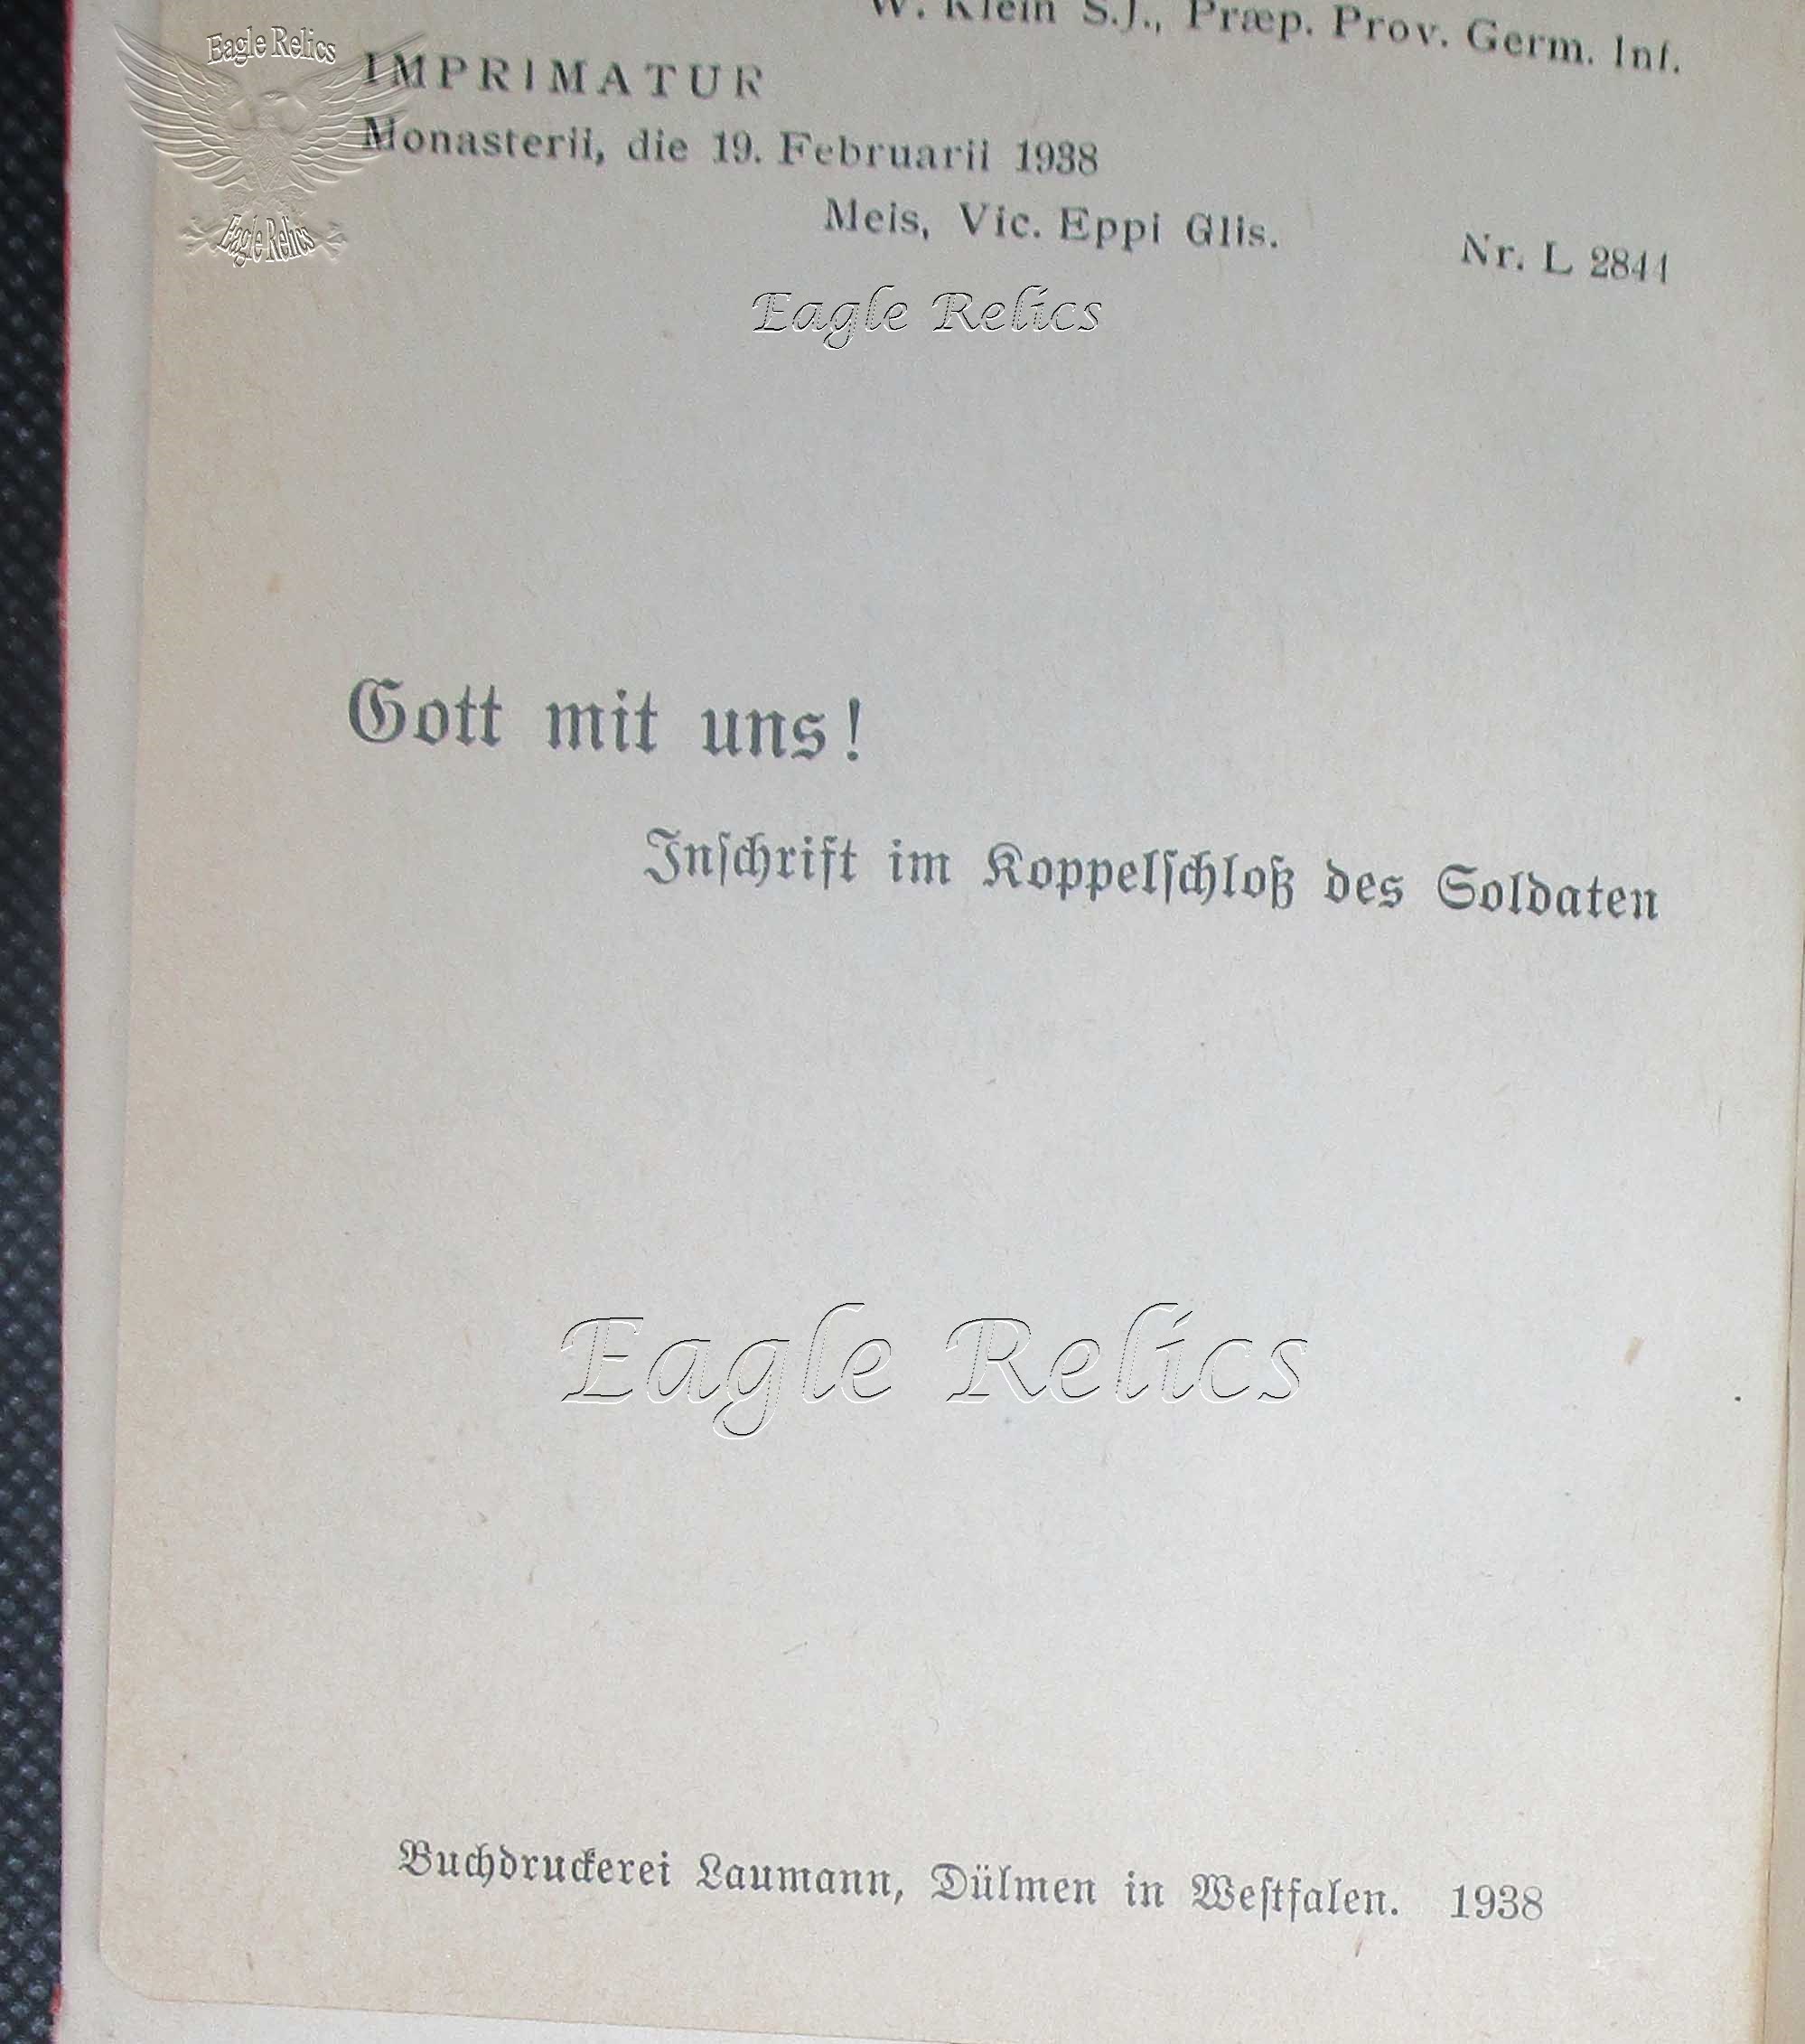 W. Klein S.J., Præp. Prov. Germ. Inf.
IMPRIMATUR
Monasterii, die 19. Februarii 1938
Meis, Vic. Eppi Glis.
Nr. L 2844
Gott mit uns!
Inſchrift im Koppelſchloß des Soldaten
Buchdruckerei Laumann, Dülmen in Weſtfalen. 1938
Eagle Relics
Eagle Relics
Eagle Relics
Eagle Relics